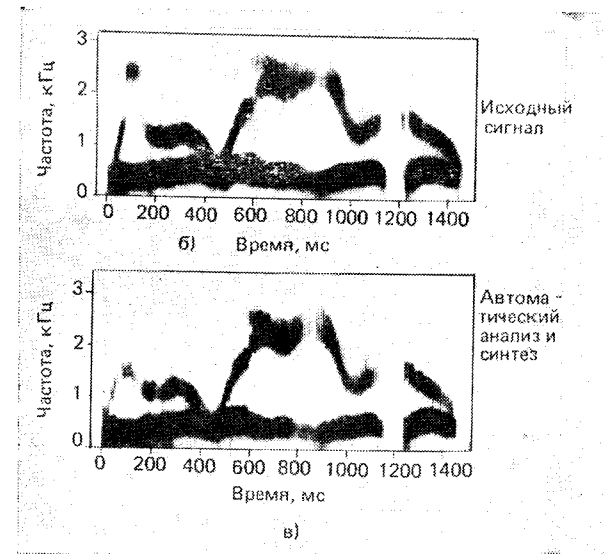 Частота, кГц
3
2
1
0
Исходный
сигнал
0 200 400 600 800 1000 1200 1400
б) Время, мс
Частота, кГц
3
2
1
0
Автома -
тический
анализ и
синтез
0 200 400 600 800 1000 1200 1400
Время, мс
в)